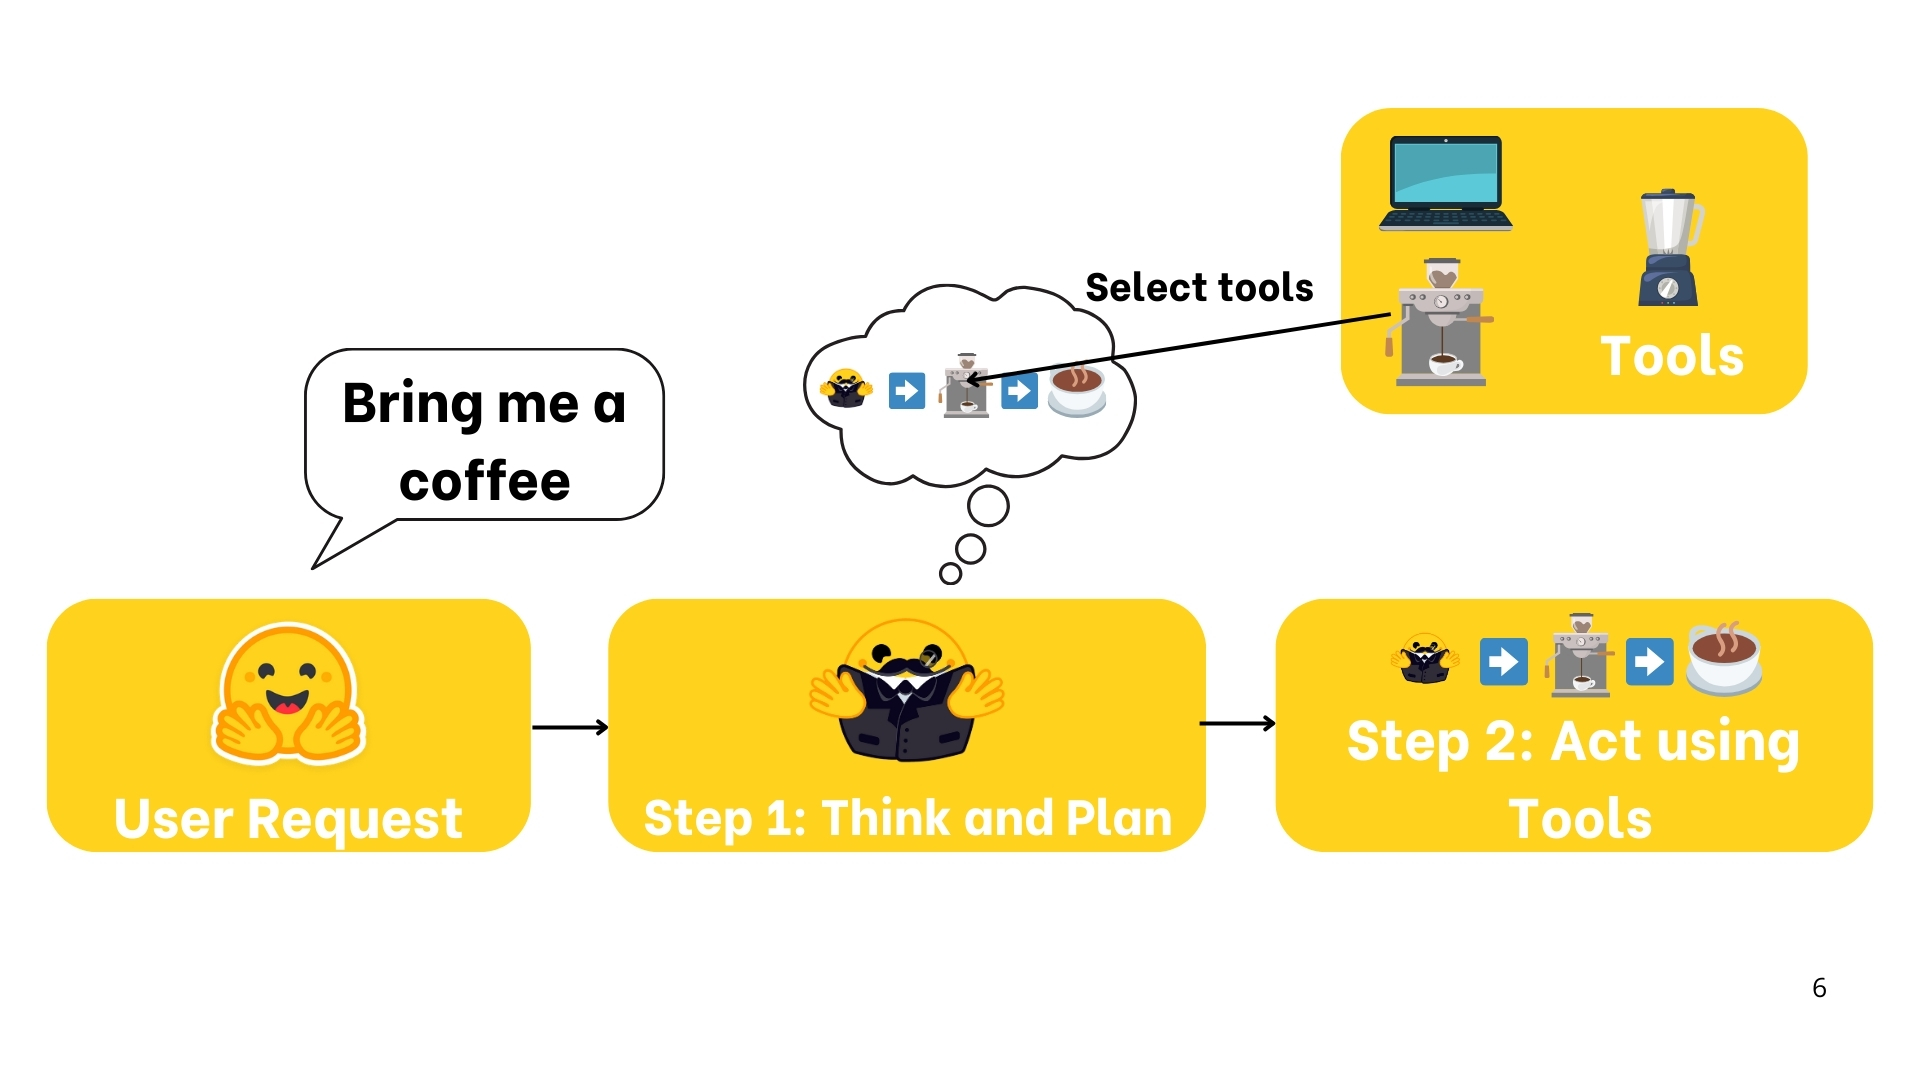 Tools
Select tools
Bring me a
coffee
User Request
Step 1: Think and Plan
Step 2: Act using
Tools
6